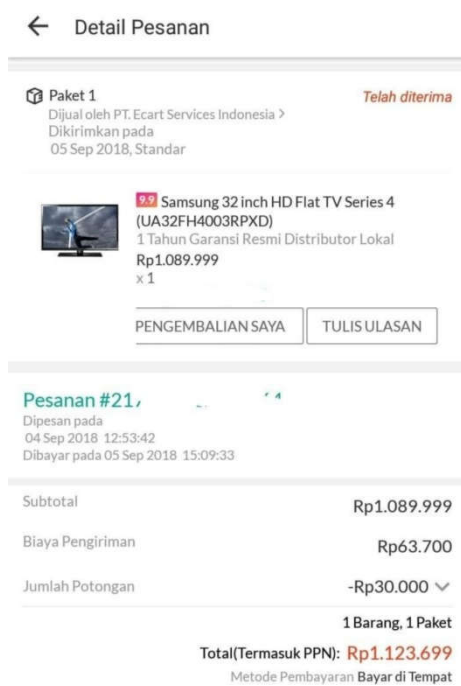 Detail Pesanan
Paket 1
Telah diterima
Dijual oleh PT. Ecart Services Indonesia >
Dikirimkan pada
05 Sep 2018, Standar
9.9 Samsung 32 inch HD Flat TV Series 4
(UA32FH4003RPXD)
1 Tahun Garansi Resmi Distributor Lokal
Rp1.089.999
x 1
PENGEMBALIAN SAYA
TULIS ULASAN
Pesanan #21
Dipesan pada
04 Sep 2018 12:53:42
Dibayar pada 05 Sep 2018 15:09:33
Subtotal
Rp1.089.999
Biaya Pengiriman
Rp63.700
Jumlah Potongan
-Rp30.000
1 Barang, 1 Paket
Total(Termasuk PPN): Rp1.123.699
Metode Pembayaran Bayar di Tempat